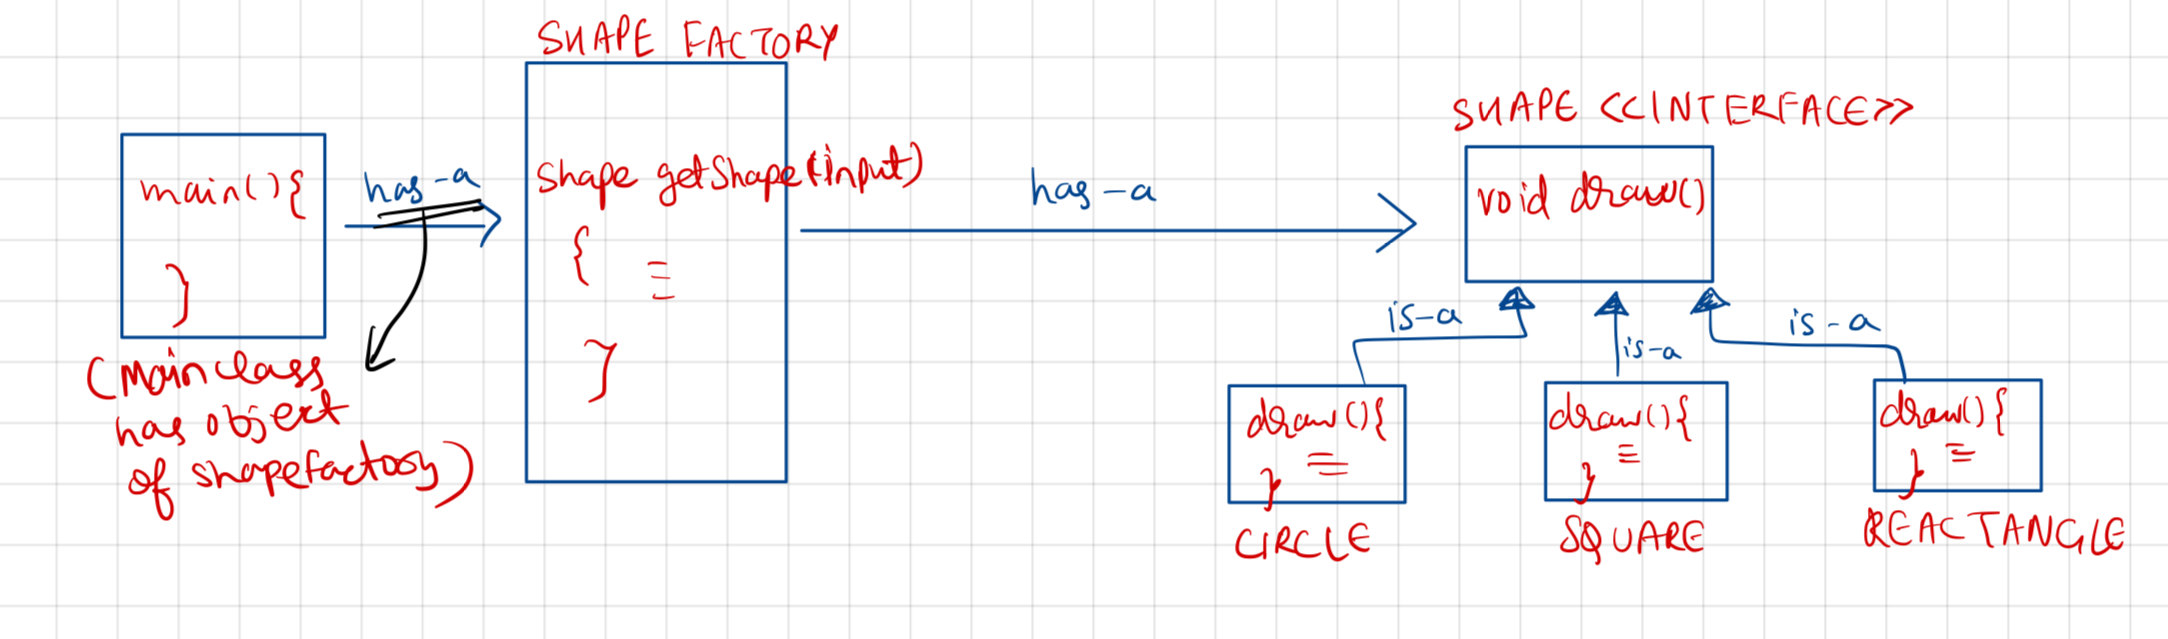 SHAPE FACTORY
SHAPE <<INTERFACE>>
main(){
}
has-a
(Main class
has object
of shapefactory)
shape getShape(input)
{
}
has-a
void draw()
is-a
is-a
is-a
draw(){
}
CIRCLE
draw(){
}
SQUARE
draw(){
}
REACTANGLE